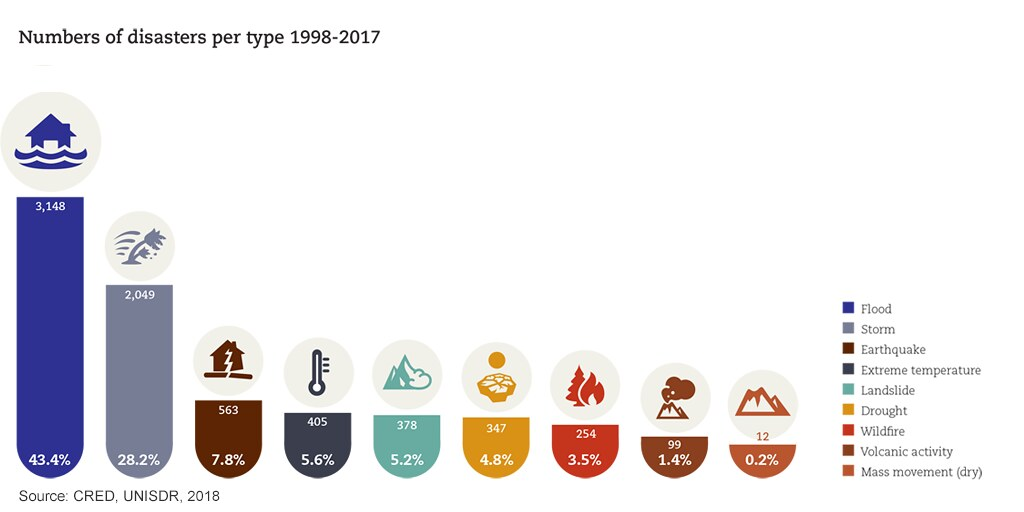 Numbers of disasters per type 1998-2017
3,148
2,049
563
405
378
347
254
99
12
43.4%
28.2%
7.8%
5.6%
5.2%
4.8%
3.5%
1.4%
0.2%
Flood
Storm
Earthquake
Extreme temperature
Landslide
Drought
Wildfire
Volcanic activity
Mass movement (dry)
Source: CRED, UNISDR, 2018